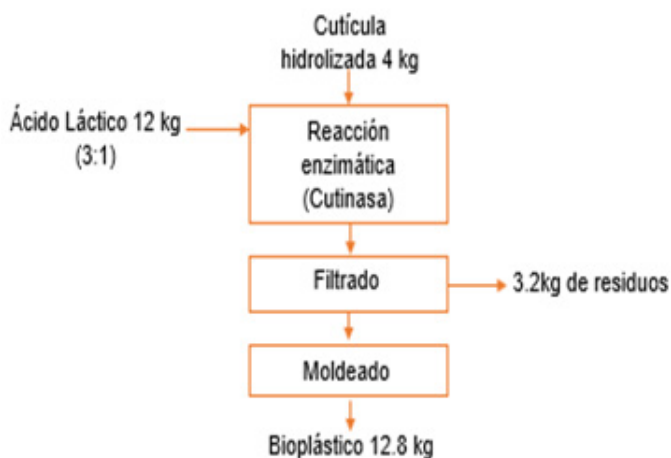 Cutícula
hidrolizada 4 kg
Ácido Láctico 12 kg
(3:1)
Reacción
enzimática
(Cutinasa)
Filtrado
3.2kg de residuos
Moldeado
Bioplástico 12.8 kg